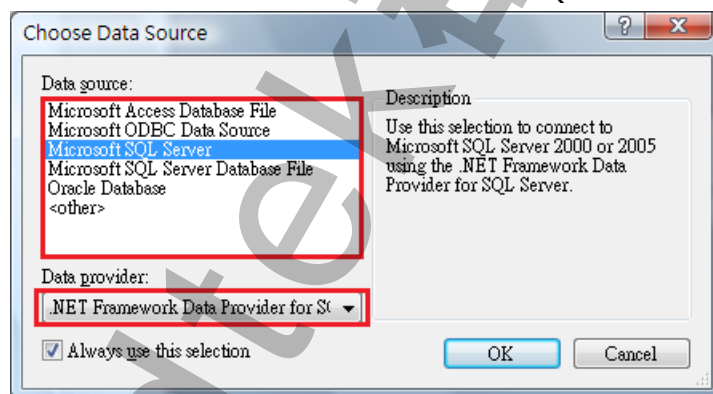 Choose Data Source
Data source:
Microsoft Access Database File
Microsoft ODBC Data Source
Microsoft SQL Server
Microsoft SQL Server Database File
Oracle Database
<other>
Data provider:
.NET Framework Data Provider for
Always use this selection
Description
Use this selection to connect to
Microsoft SQL Server 2000 or 2005
using the .NET Framework Data
Provider for SQL Server.
OK
Cancel